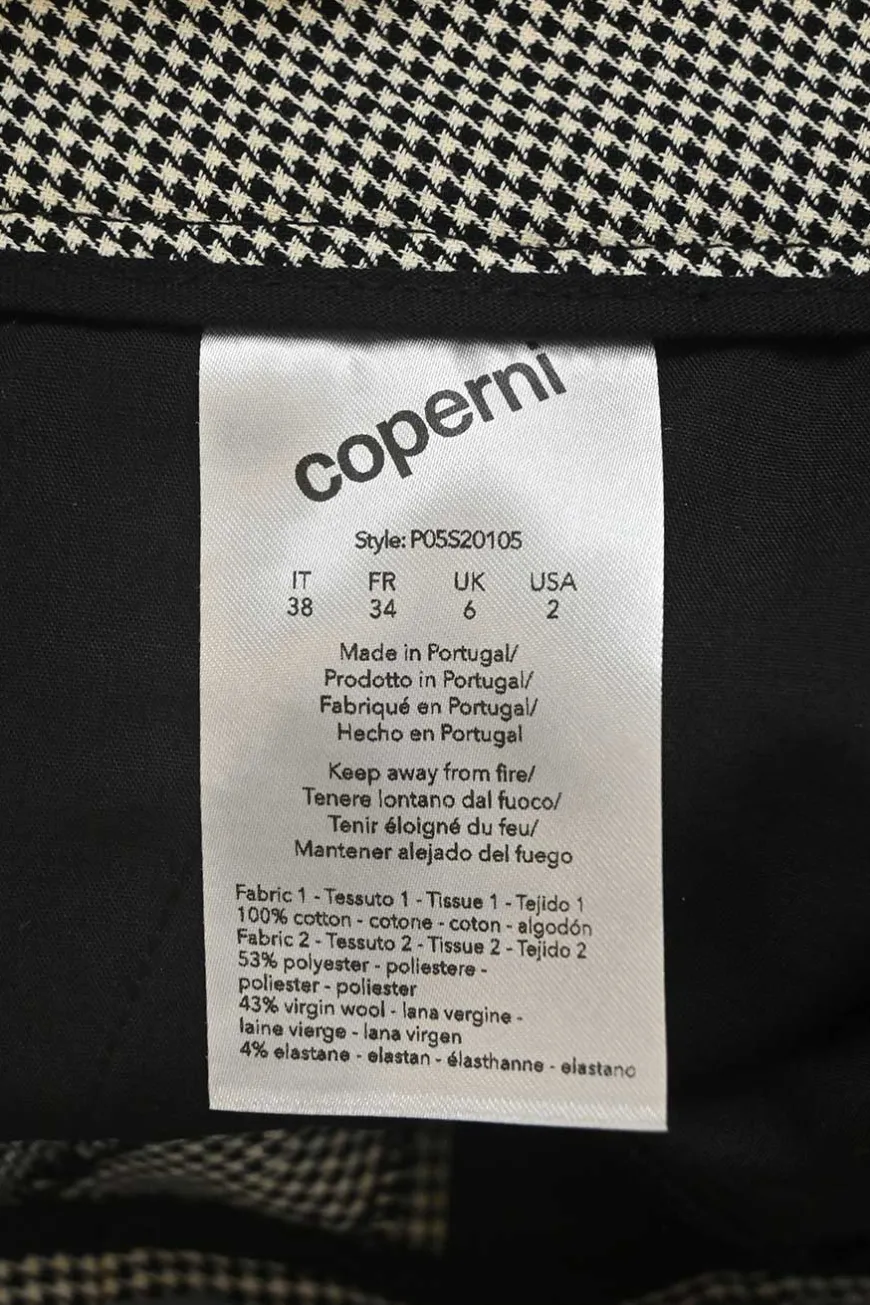 coperni
Style: P05S20105
IT FR UK USA
38 34 6 2
Made in Portugal/
Prodotto in Portugal/
Fabriqué en Portugal/
Hecho en Portugal
Keep away from fire/
Tenere lontano dal fuoco/
Tenir éloigné du feu/
Mantener alejado del fuego
Fabric 1 - Tessuto 1 - Tissue 1 - Tejido 1
100% cotton - cotone - coton - algodón
Fabric 2 - Tessuto 2 - Tissue 2 - Tejido 2
53% polyester - poliestere -
poliester - poliester
43% virgin wool - lana vergine -
laine vierge - lana virgen
4% elastane - elastan - élasthanne - elastano